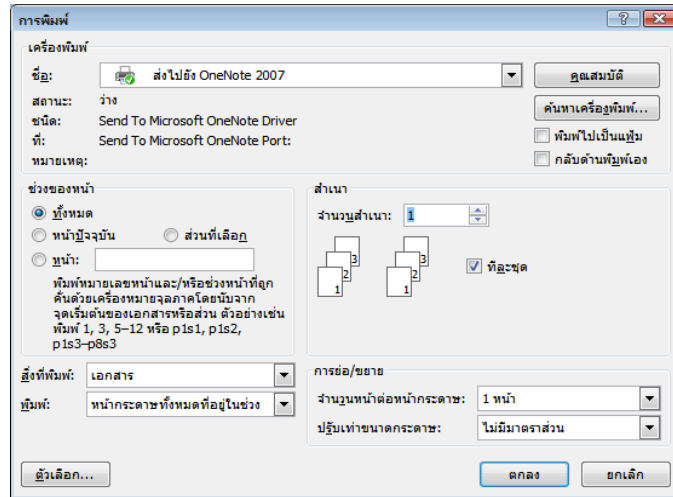 การพิมพ์
เครื่องพิมพ์
ชื่อ: ส่งไปยัง OneNote 2007 คุณสมบัติ
สถานะ: ว่าง
ชนิด: Send To Microsoft OneNote Driver ค้นหาเครื่องพิมพ์...
ที่: Send To Microsoft OneNote Port: พิมพ์ไปเป็นแฟ้ม
หมายเหตุ: กลับด้านพิมพ์เอง
ช่วงของหน้า
ทั้งหมด
หน้าปัจจุบัน ส่วนที่เลือก
หน้า:
พิมพ์หมายเลขหน้าและ/หรือช่วงหน้าที่ถูก
คั่นด้วยเครื่องหมายจุลภาคโดยนับจาก
จุดเริ่มต้นของเอกสารหรือส่วน ตัวอย่างเช่น
พิมพ์ 1, 3, 5–12 หรือ p1s1, p1s2,
p1s3–p8s3
สำเนา
จำนวนสำเนา: 1
3 3
2 2
1 1
ทีละชุด
สิ่งที่พิมพ์: เอกสาร
พิมพ์: หน้ากระดาษทั้งหมดที่อยู่ในช่วง
การย่อ/ขยาย
จำนวนหน้าต่อหน้ากระดาษ: 1 หน้า
ปรับเท่าขนาดกระดาษ: ไม่มีมาตราส่วน
ตัวเลือก... ตกลง ยกเลิก